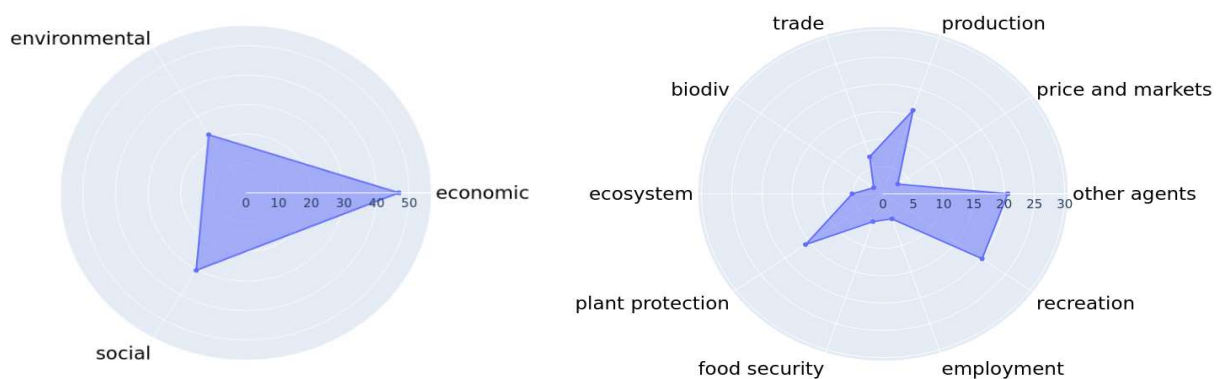 environmental
0 10 20 30 40 50
economic
social
trade
production
biodiv
price and markets
ecosystem
0 5 10 15 20 25 30
other agents
plant protection
recreation
food security
employment